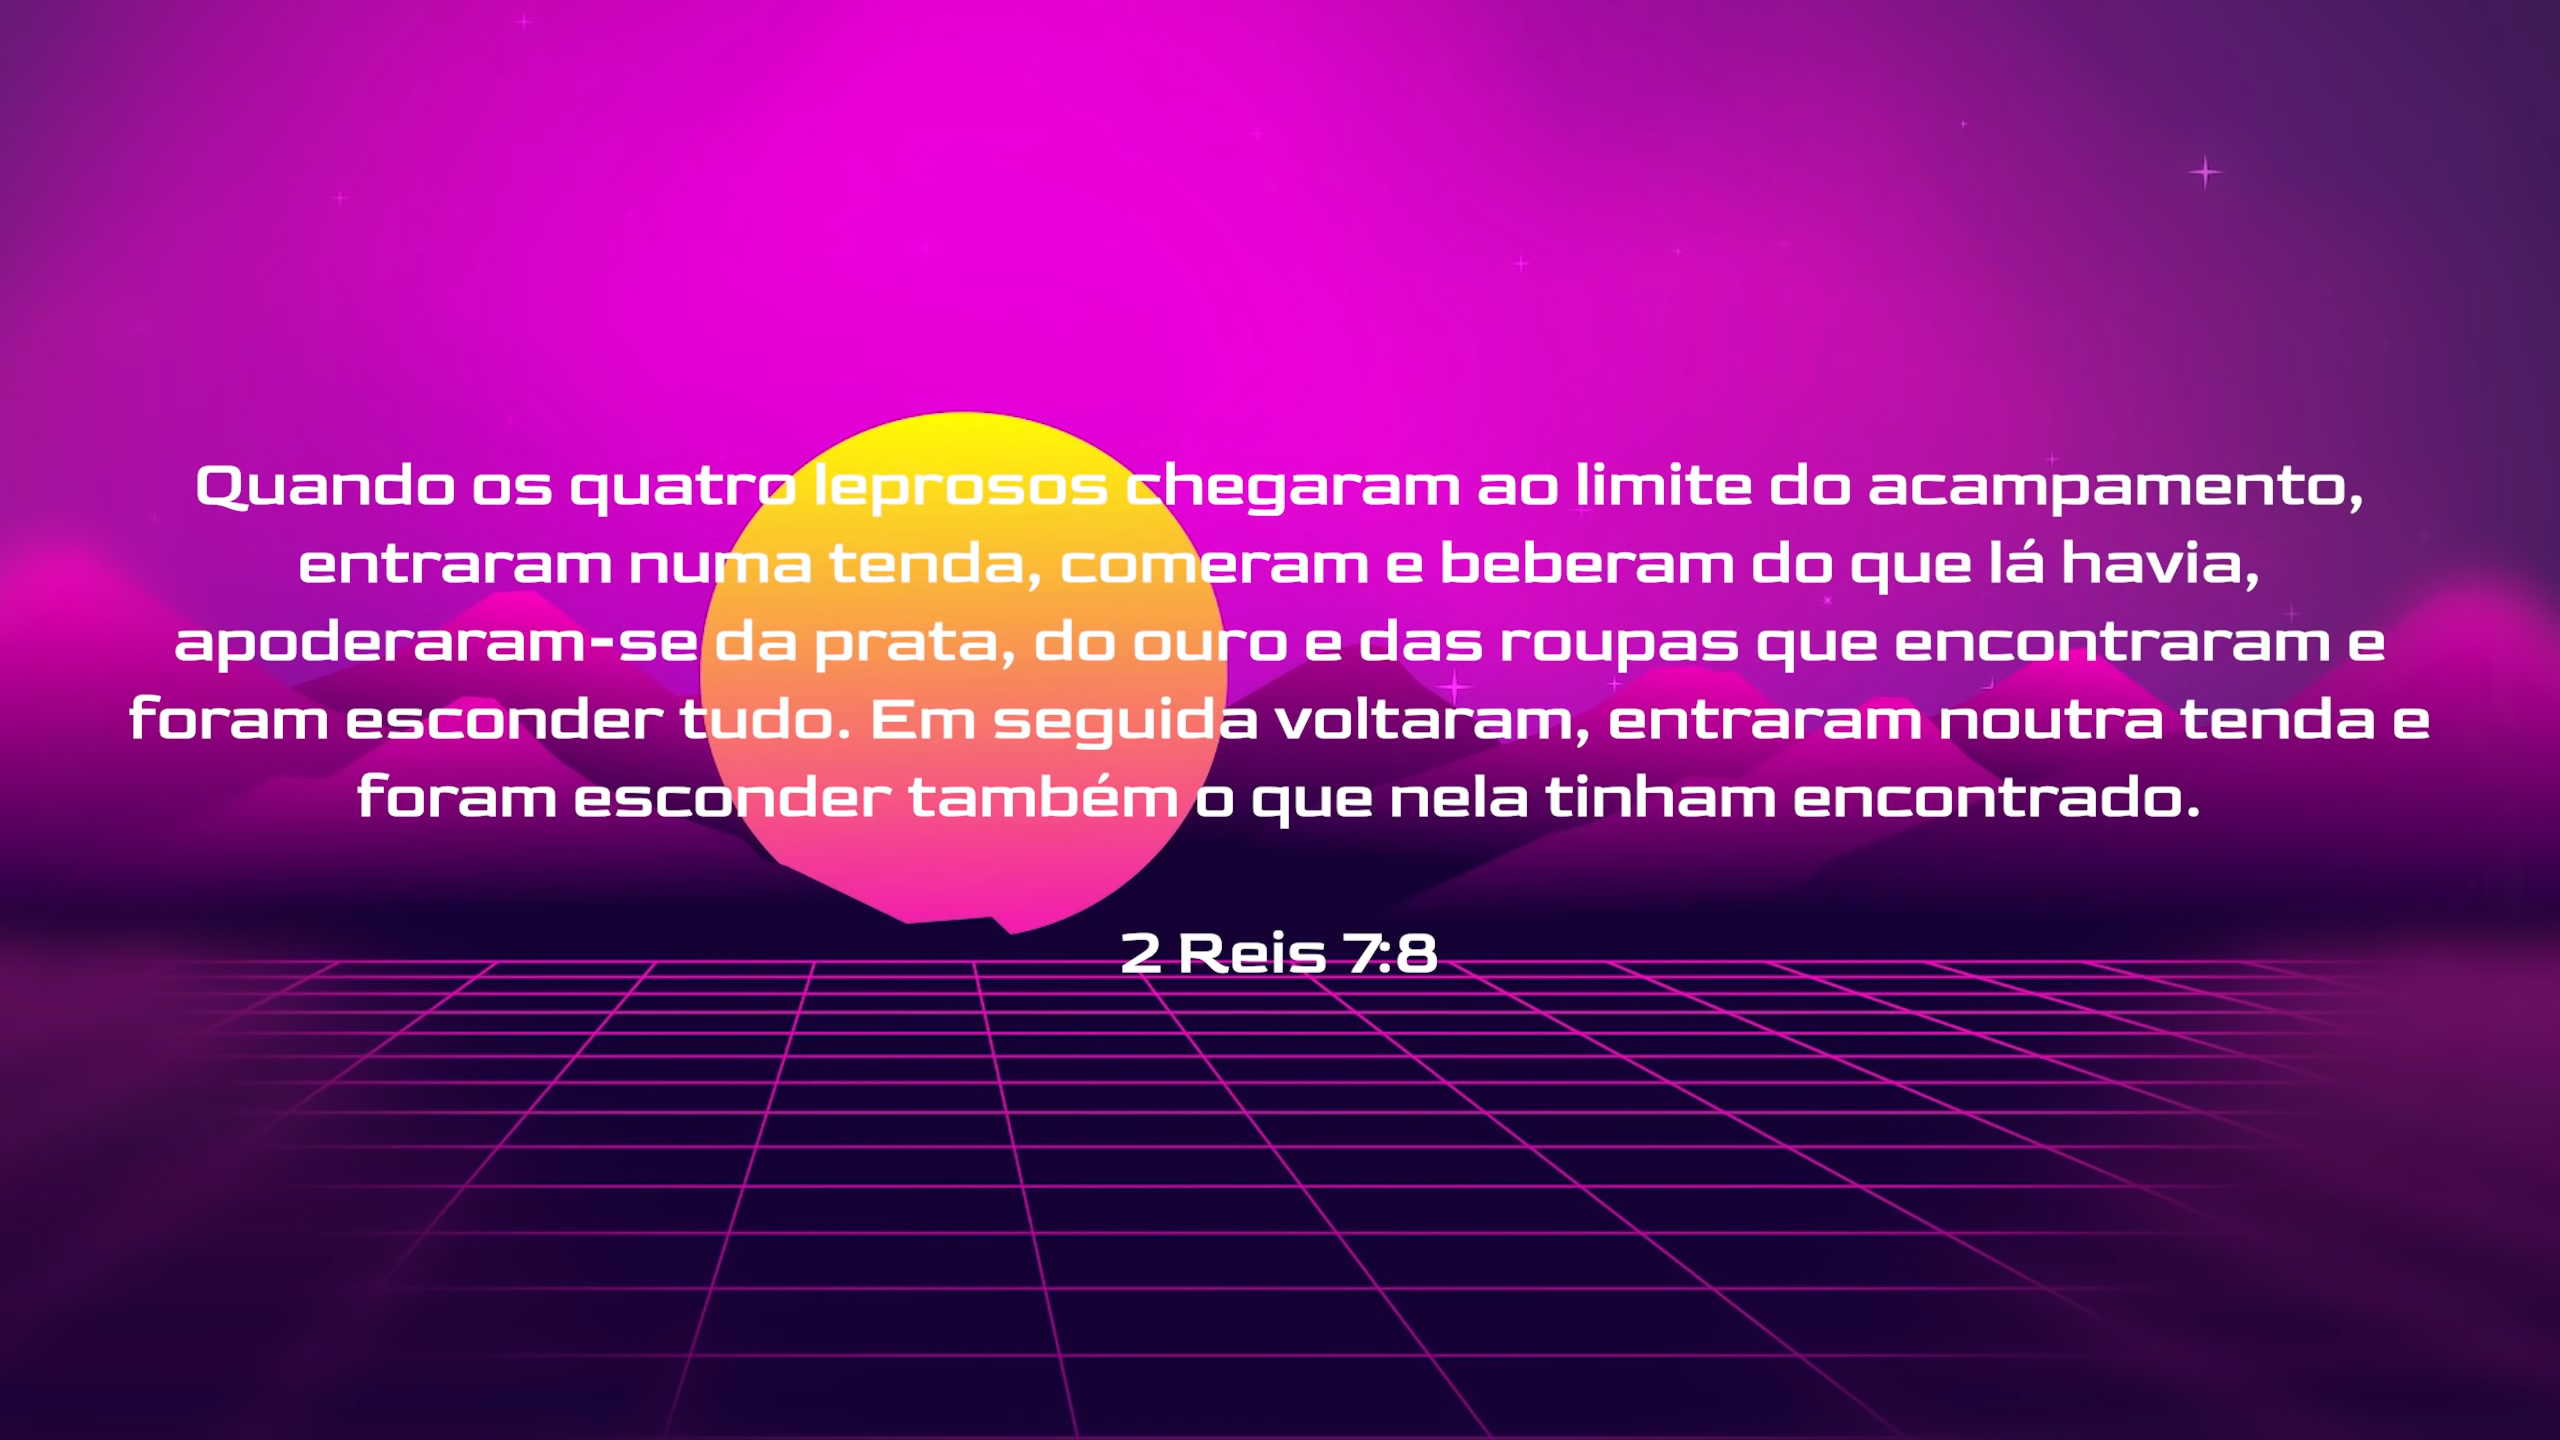 Quando os quatro leprosos chegaram ao limite do acampamento,
entraram numa tenda, comeram e beberam do que lá havia,
apoderaram-se da prata, do ouro e das roupas que encontraram e
foram esconder tudo. Em seguida voltaram, entraram noutra tenda e
foram esconder também o que nela tinham encontrado.
2 Reis 7:8